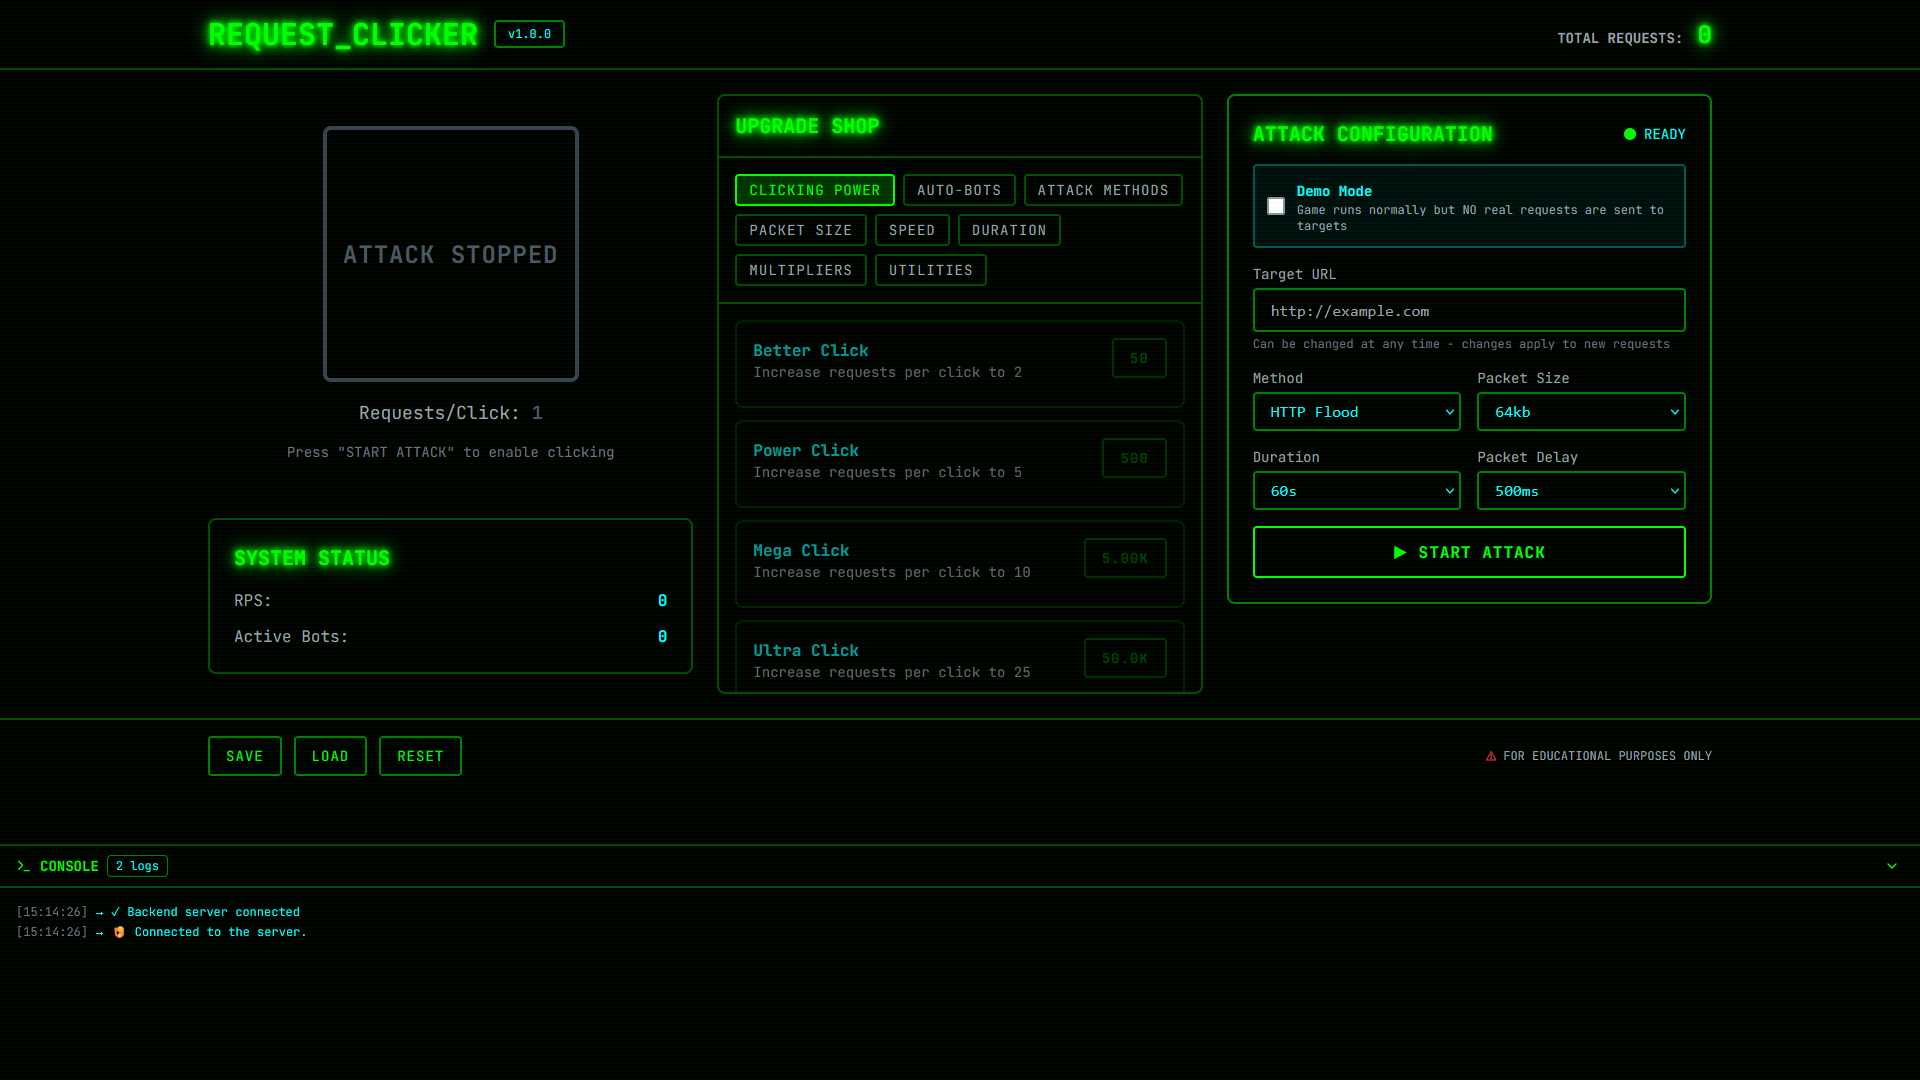 REQUEST_CLICKER
v1.0.0
TOTAL REQUESTS: 0
ATTACK STOPPED
Requests/Click: 1
Press "START ATTACK" to enable clicking
SYSTEM STATUS
RPS: 0
Active Bots: 0
UPGRADE SHOP
CLICKING POWER
AUTO-BOTS
ATTACK METHODS
PACKET SIZE
SPEED
DURATION
MULTIPLIERS
UTILITIES
Better Click
Increase requests per click to 2
50
Power Click
Increase requests per click to 5
500
Mega Click
Increase requests per click to 10
5.00K
Ultra Click
Increase requests per click to 25
50.0K
ATTACK CONFIGURATION
READY
Demo Mode
Game runs normally but NO real requests are sent to
targets
Target URL
http://example.com
Can be changed at any time - changes apply to new requests
Method
HTTP Flood
Packet Size
64kb
Duration
60s
Packet Delay
500ms
▶ START ATTACK
SAVE
LOAD
RESET
⚠ FOR EDUCATIONAL PURPOSES ONLY
CONSOLE
2 logs
[15:14:26] → ✓ Backend server connected
[15:14:26] → 🥊 Connected to the server.